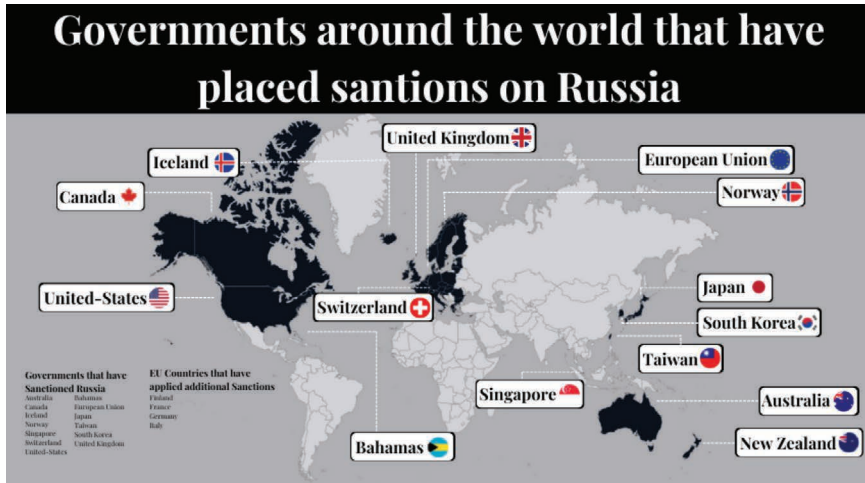 Governments around the world that have
placed santions on Russia
United Kingdom
Iceland
European Union
Canada
Norway
United-States
Japan
Switzerland
South Korea
Taiwan
Singapore
Australia
Bahamas
New Zealand
Governments that have
Sanctioned Russia
Australia
Canada
Iceland
Norway
Singapore
Switzerland
United-States
Bahamas
European Union
Japan
Taiwan
South Korea
United Kingdom
EU Countries that have
applied additional Sanctions
Finland
France
Germany
Italy